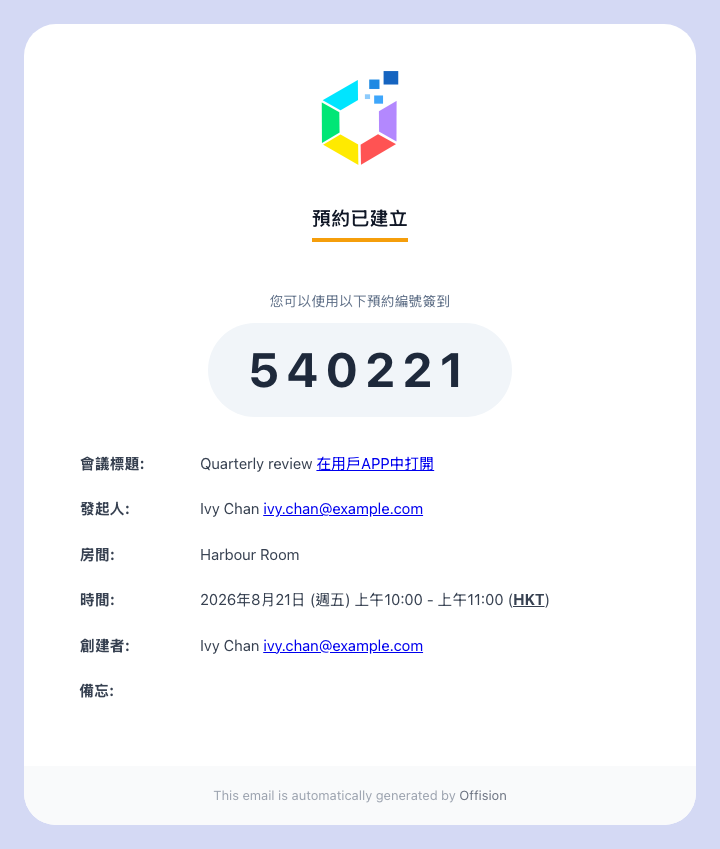 預約已建立
您可以使用以下預約編號簽到
540221
會議標題: Quarterly review 在用戶APP中打開
發起人: Ivy Chan ivy.chan@example.com
房間: Harbour Room
時間: 2026年8月21日 (週五) 上午10:00 - 上午11:00 (HKT)
創建者: Ivy Chan ivy.chan@example.com
備忘:
This email is automatically generated by Offision